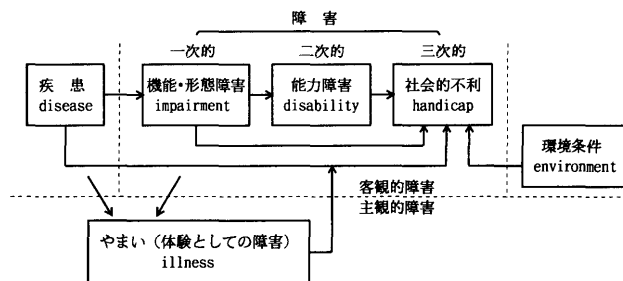 障 害
一次的
二次的
三次的
疾 患
disease
機能・形態障害
impairment
能力障害
disability
社会的不利
handicap
環境条件
environment
客観的障害
主観的障害
やまい（体験としての障害）
illness